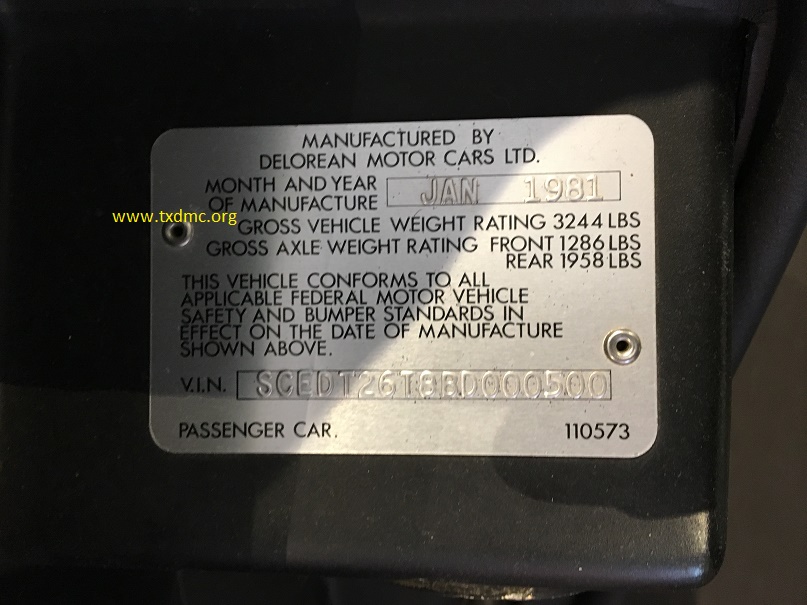 MANUFACTURED BY
DELOREAN MOTOR CARS LTD.
MONTH AND YEAR
OF MANUFACTURE JAN 1981
www.txdmc.org
GROSS VEHICLE WEIGHT RATING 3244 LBS
GROSS AXLE WEIGHT RATING FRONT 1286 LBS
REAR 1958 LBS
THIS VEHICLE CONFORMS TO ALL
APPLICABLE FEDERAL MOTOR VEHICLE
SAFETY AND BUMPER STANDARDS IN
EFFECT ON THE DATE OF MANUFACTURE
SHOWN ABOVE.
V.I.N. SCEDT26T8BD000500
PASSENGER CAR. 110573